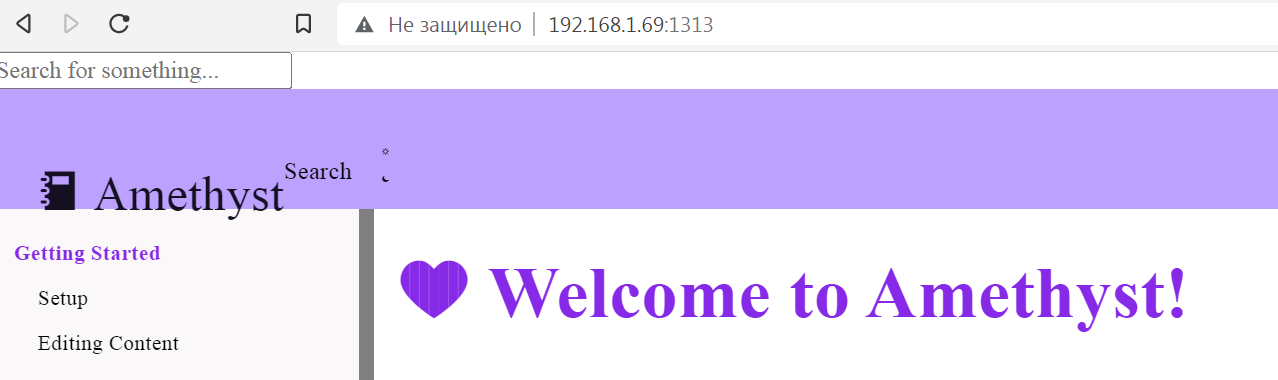 Не защищено 192.168.1.69:1313
Search for something...
Amethyst Search
Getting Started
Setup
Editing Content
Welcome to Amethyst!